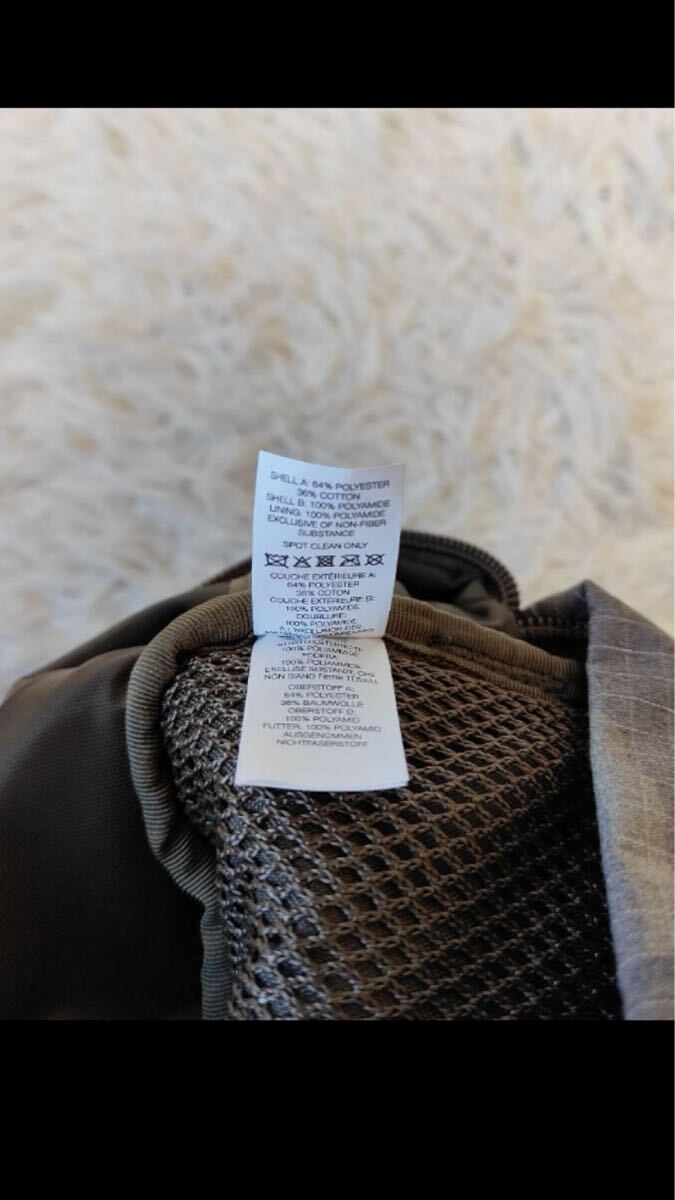 SHELL A: 64% POLYESTER
36% COTTON
SHELL B: 100% POLYAMIDE
LINING: 100% POLYAMIDE
EXCLUSIVE OF NON-FIBER
SUBSTANCE
SPOT CLEAN ONLY
COUCHE EXTÉRIEURE A:
64% POLYESTER
36% COTON
COUCHE EXTÉRIEURE B:
100% POLYAMIDE
DOUBLURE:
100% POLYAMIDE
À L'EXCLUSION DES
100% POLIAMMIDE
FODERA
100% POLIAMMIDE
OBERSTOFF A:
64% POLYESTER
36% BAUMWOLLE
OBERSTOFF B:
100% POLYAMID
FUTTER: 100% POLYAMID
AUSGENOMMEN
NICHTFASERSTOFF